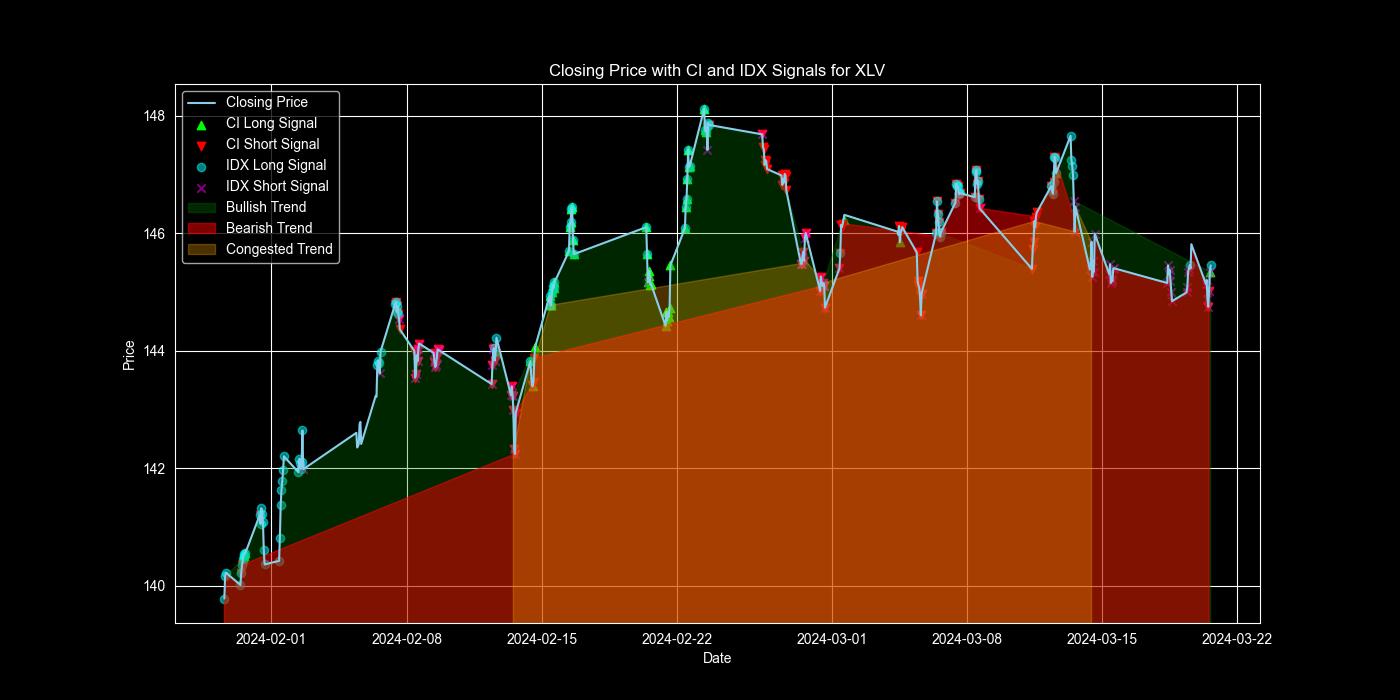 Closing Price with CI and IDX Signals for XLV
Closing Price
CI Long Signal
CI Short Signal
IDX Long Signal
IDX Short Signal
Bullish Trend
Bearish Trend
Congested Trend
148
146
144
142
140
Price
2024-02-01 2024-02-08 2024-02-15 2024-02-22 2024-03-01 2024-03-08 2024-03-15 2024-03-22
Date